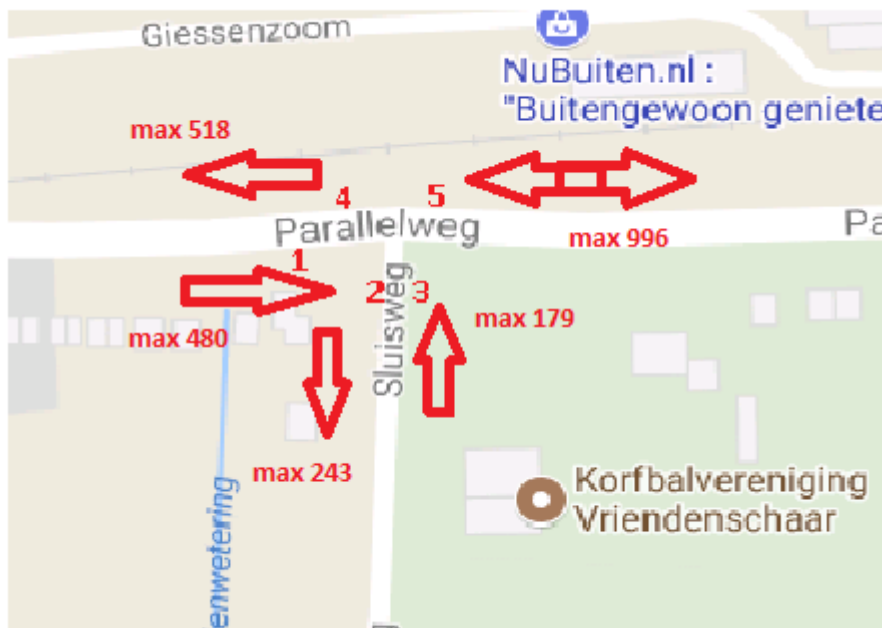 Giessenzoom
NuBuiten.nl :
"Buitengewoon geniete
max 518
4
5
Parallelweg
Pa
max 996
1
2
3
max 480
max 179
Sluisweg
max 243
Korfbalvereniging
Vriendenschaar
enwetering